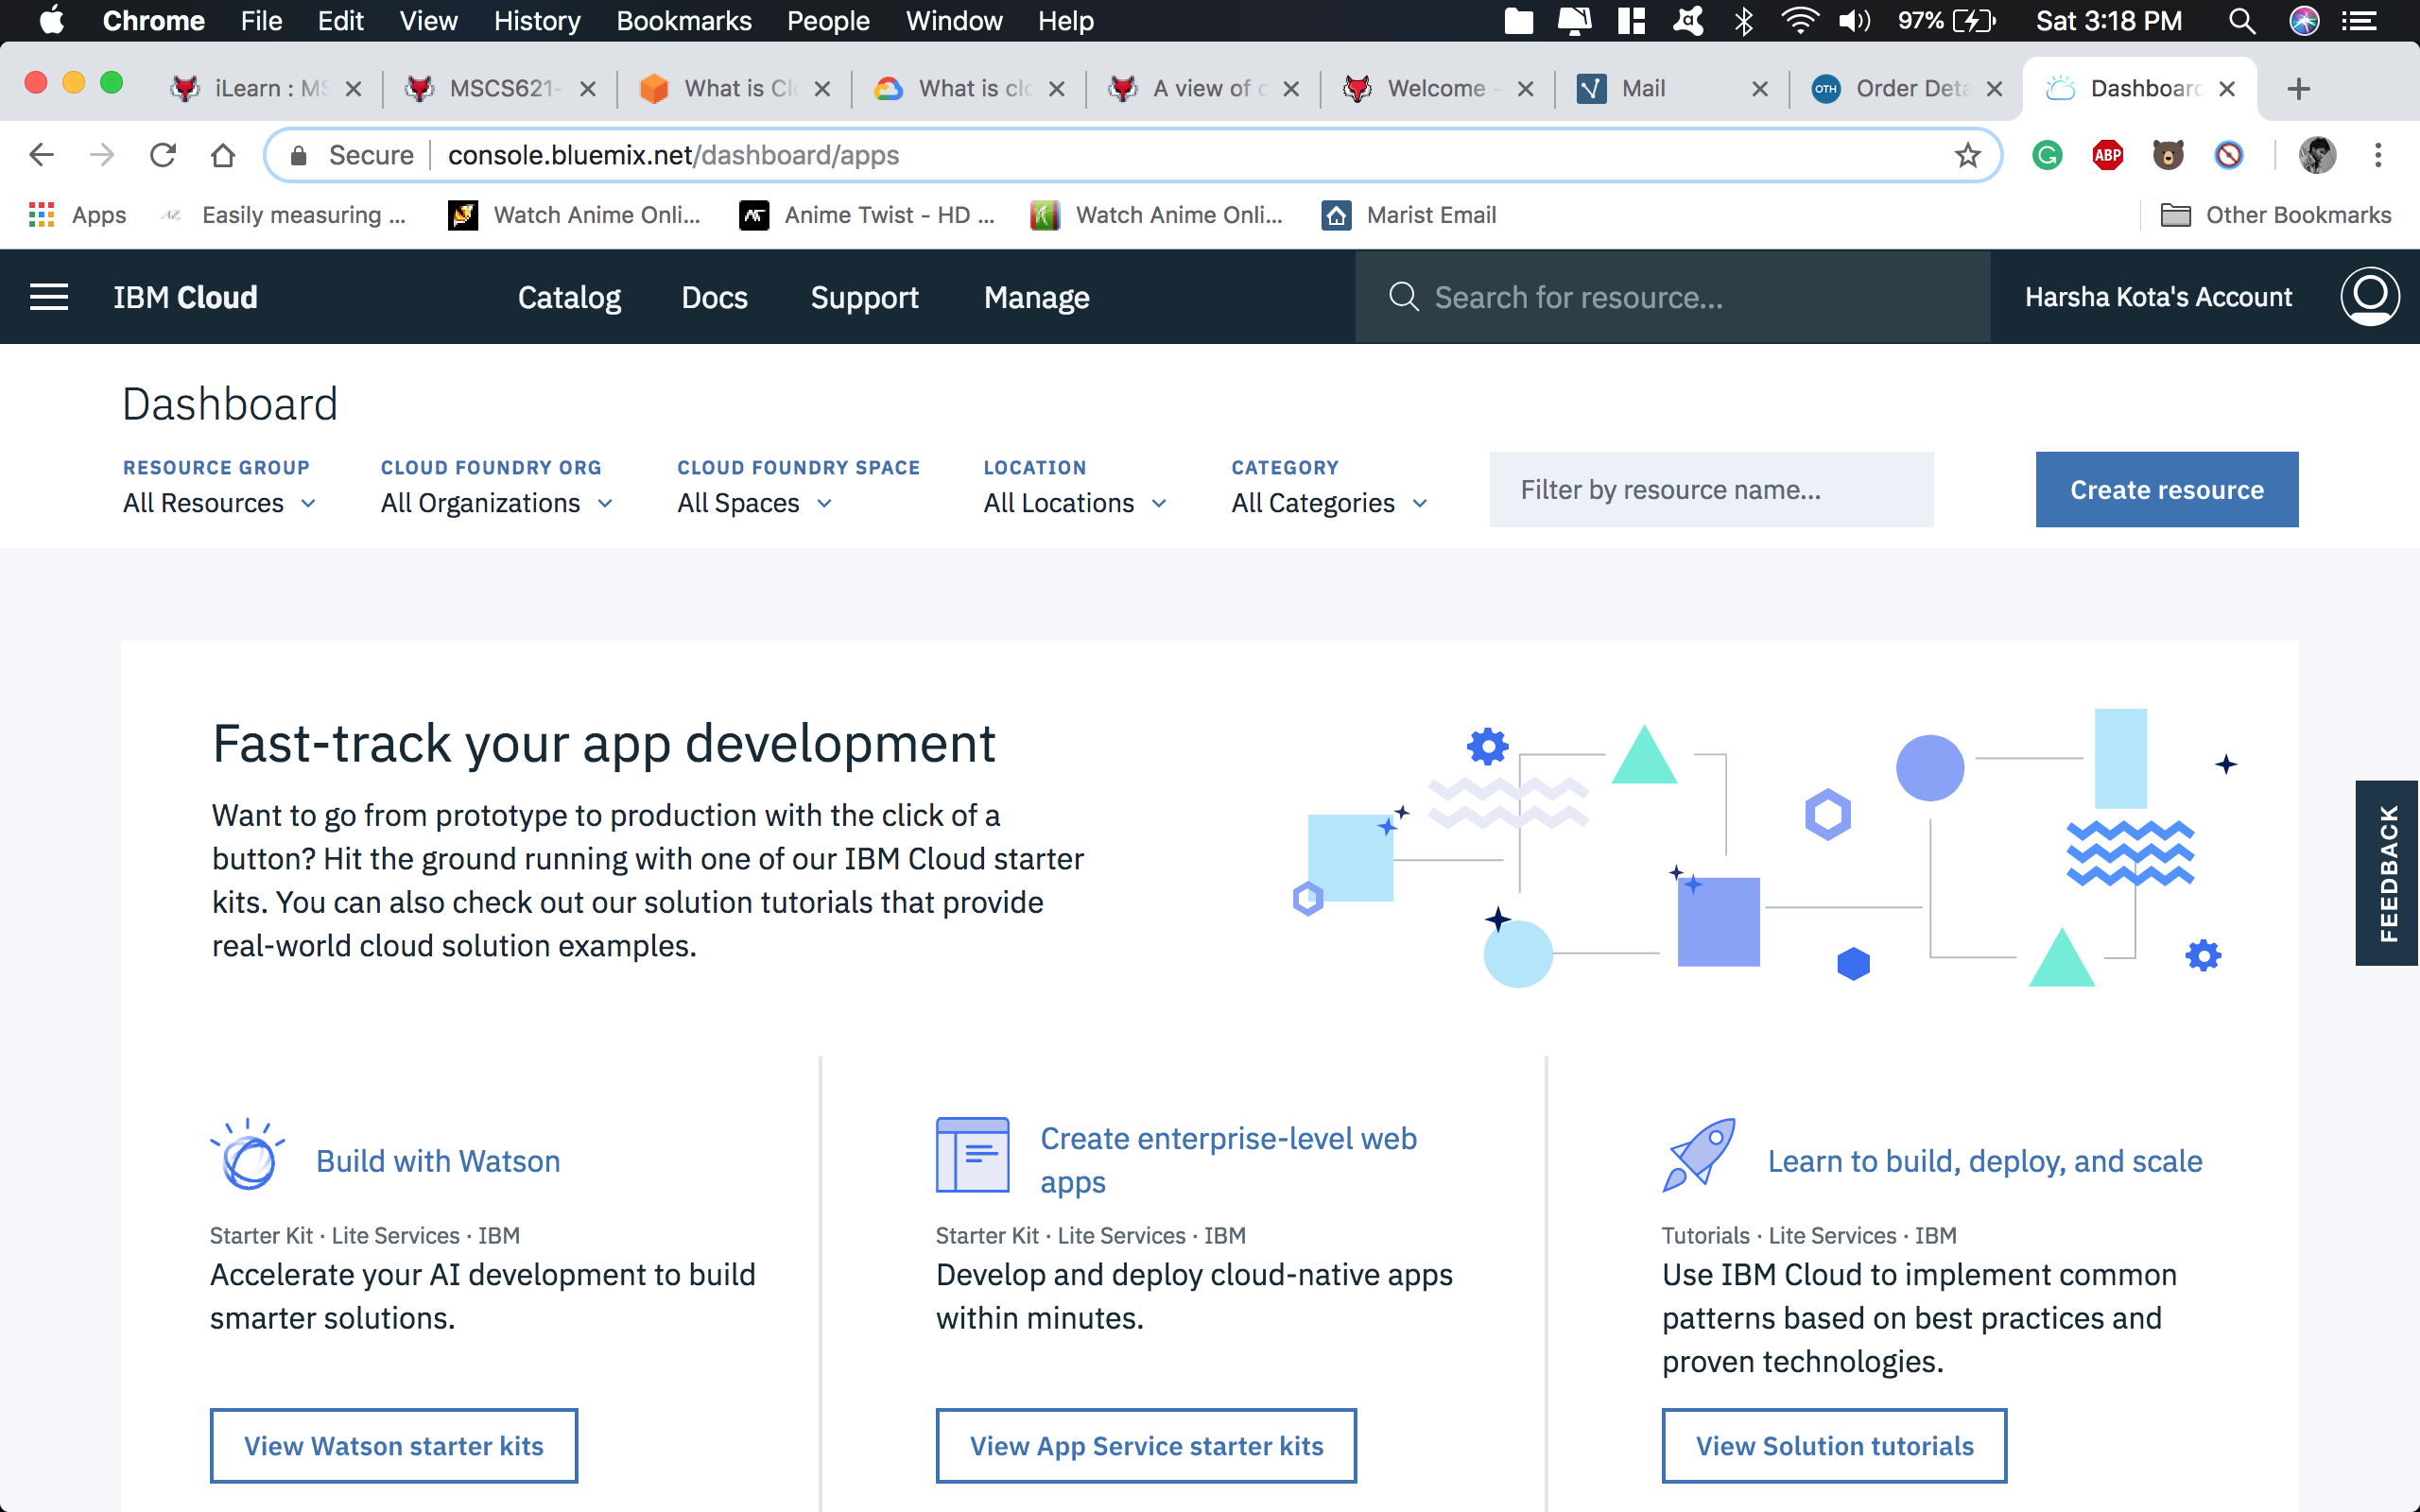 Chrome File Edit View History Bookmarks People Window Help 97% Sat 3:18 PM
iLearn : MS MSCS621- What is Clo What is clo A view of c Welcome - Mail OTH Order Deta Dashboard
Secure console.bluemix.net/dashboard/apps ABP
Apps Easily measuring ... Watch Anime Onli... Anime Twist - HD ... Watch Anime Onli... Marist Email Other Bookmarks
IBM Cloud Catalog Docs Support Manage Search for resource... Harsha Kota's Account
Dashboard
RESOURCE GROUP CLOUD FOUNDRY ORG CLOUD FOUNDRY SPACE LOCATION CATEGORY
All Resources All Organizations All Spaces All Locations All Categories Filter by resource name... Create resource
Fast-track your app development
Want to go from prototype to production with the click of a
button? Hit the ground running with one of our IBM Cloud starter
kits. You can also check out our solution tutorials that provide
real-world cloud solution examples.
FEEDBACK
Build with Watson
Starter Kit · Lite Services · IBM
Accelerate your AI development to build
smarter solutions.
View Watson starter kits
Create enterprise-level web
apps
Starter Kit · Lite Services · IBM
Develop and deploy cloud-native apps
within minutes.
View App Service starter kits
Learn to build, deploy, and scale
Tutorials · Lite Services · IBM
Use IBM Cloud to implement common
patterns based on best practices and
proven technologies.
View Solution tutorials